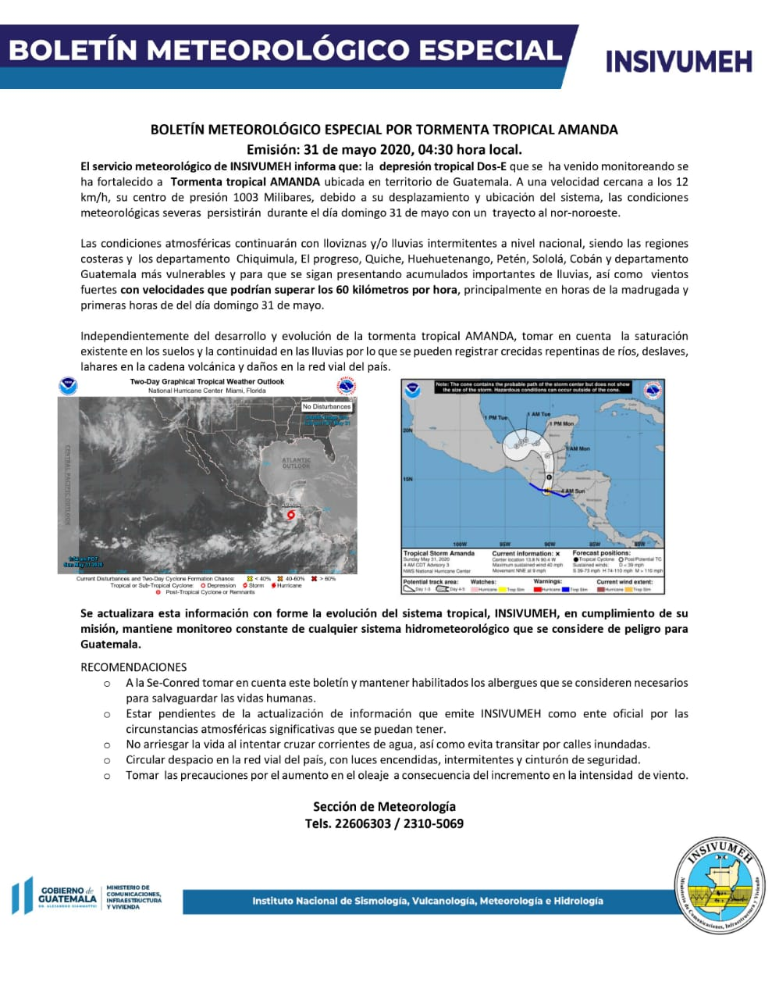 BOLETÍN METEOROLÓGICO ESPECIAL
INSIVUMEH
BOLETÍN METEOROLÓGICO ESPECIAL POR TORMENTA TROPICAL AMANDA
Emisión: 31 de mayo 2020, 04:30 hora local.
El servicio meteorológico de INSIVUMEH informa que: la depresión tropical Dos-E que se ha venido monitoreando se
ha fortalecido a Tormenta tropical AMANDA ubicada en territorio de Guatemala. A una velocidad cercana a los 12
km/h, su centro de presión 1003 Milibares, debido a su desplazamiento y ubicación del sistema, las condiciones
meteorológicas severas persistirán durante el día domingo 31 de mayo con un trayecto al nor-noroeste.
Las condiciones atmosféricas continuarán con lloviznas y/o lluvias intermitentes a nivel nacional, siendo las regiones
costeras y los departamento Chiquimula, El progreso, Quiche, Huehuetenango, Petén, Sololá, Cobán y departamento
Guatemala más vulnerables y para que se sigan presentando acumulados importantes de lluvias, así como vientos
fuertes con velocidades que podrían superar los 60 kilómetros por hora, principalmente en horas de la madrugada y
primeras horas de del día domingo 31 de mayo.
Independientemente del desarrollo y evolución de la tormenta tropical AMANDA, tomar en cuenta la saturación
existente en los suelos y la continuidad en las lluvias por lo que se pueden registrar crecidas repentinas de ríos, deslaves,
lahares en la cadena volcánica y daños en la red vial del país.
Two-Day Graphical Tropical Weather Outlook
National Hurricane Center Miami, Florida
No Disturbances
CENTRAL PACIFIC OUTLOOK
ATLANTIC
OUTLOOK
AMANDA
Sun May 31 2020
Current Disturbances and Two-Day Cyclone Formation Chance: < 40% 40-60% > 60%
Tropical or Sub-Tropical Cyclone: Depression Storm Hurricane
Post-Tropical Cyclone or Remnants
Note: The cone contains the probable path of the storm center but does not show
the size of the storm. Hazardous conditions can occur outside of the cone.
1 AM Tue
1 PM Tue
1 PM Mon
20N
1 AM Mon
15N
4 AM Sun
100W 95W 90W 85W 80W
Tropical Storm Amanda
Sunday May 31, 2020
4 AM CDT Advisory 3
NWS National Hurricane Center
Current information: x
Center location 13.8 N 90.4 W
Maximum sustained wind 40 mph
Movement NNE at 9 mph
Forecast positions:
Tropical Cyclone Post/Potential TC
Sustained winds: D < 39 mph
S 39-73 mph H 74-110 mph M > 110 mph
Potential track area:
Day 1-3 Day 4-5
Watches:
Hurricane Trop Stm
Warnings:
Hurricane Trop Stm
Current wind extent:
Hurricane Trop Stm
Se actualizara esta información con forme la evolución del sistema tropical, INSIVUMEH, en cumplimiento de su
misión, mantiene monitoreo constante de cualquier sistema hidrometeorológico que se considere de peligro para
Guatemala.
RECOMENDACIONES
o A la Se-Conred tomar en cuenta este boletín y mantener habilitados los albergues que se consideren necesarios
para salvaguardar las vidas humanas.
o Estar pendientes de la actualización de información que emite INSIVUMEH como ente oficial por las
circunstancias atmosféricas significativas que se puedan tener.
o No arriesgar la vida al intentar cruzar corrientes de agua, así como evita transitar por calles inundadas.
o Circular despacio en la red vial del país, con luces encendidas, intermitentes y cinturón de seguridad.
o Tomar las precauciones por el aumento en el oleaje a consecuencia del incremento en la intensidad de viento.
Sección de Meteorología
Tels. 22606303 / 2310-5069
GOBIERNO de
GUATEMALA
DR. ALEJANDRO GIAMMATTEI
MINISTERIO DE
COMUNICACIONES,
INFRAESTRUCTURA
Y VIVIENDA
Instituto Nacional de Sismología, Vulcanología, Meteorología e Hidrología
INSIVUMEH
Ministerio de Comunicaciones, Infraestructura y Vivienda